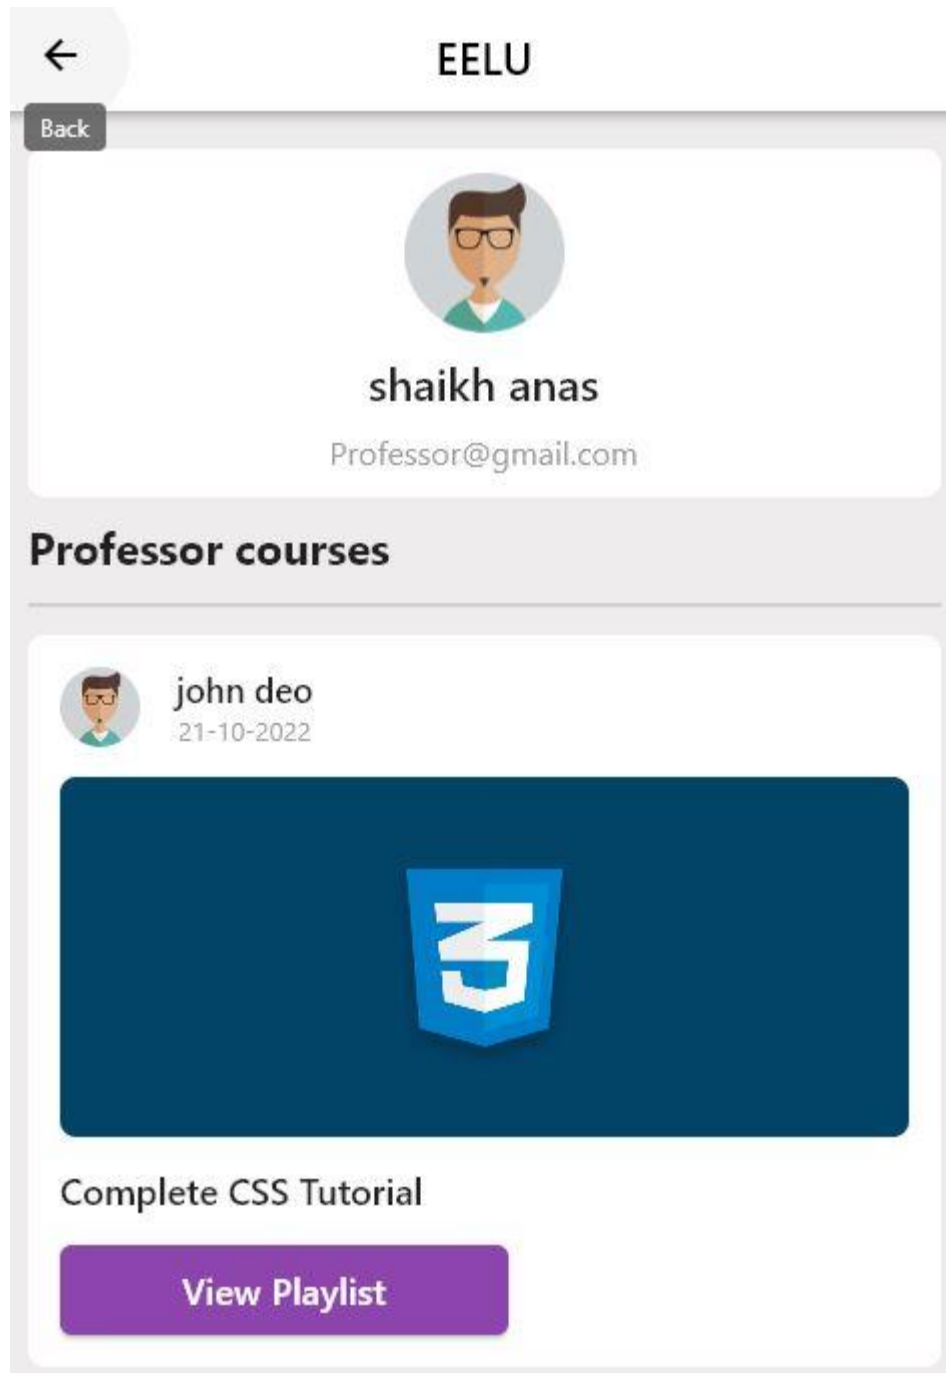 EELU
Back
shaikh anas
Professor@gmail.com
Professor courses
john deo
21-10-2022
3
Complete CSS Tutorial
View Playlist